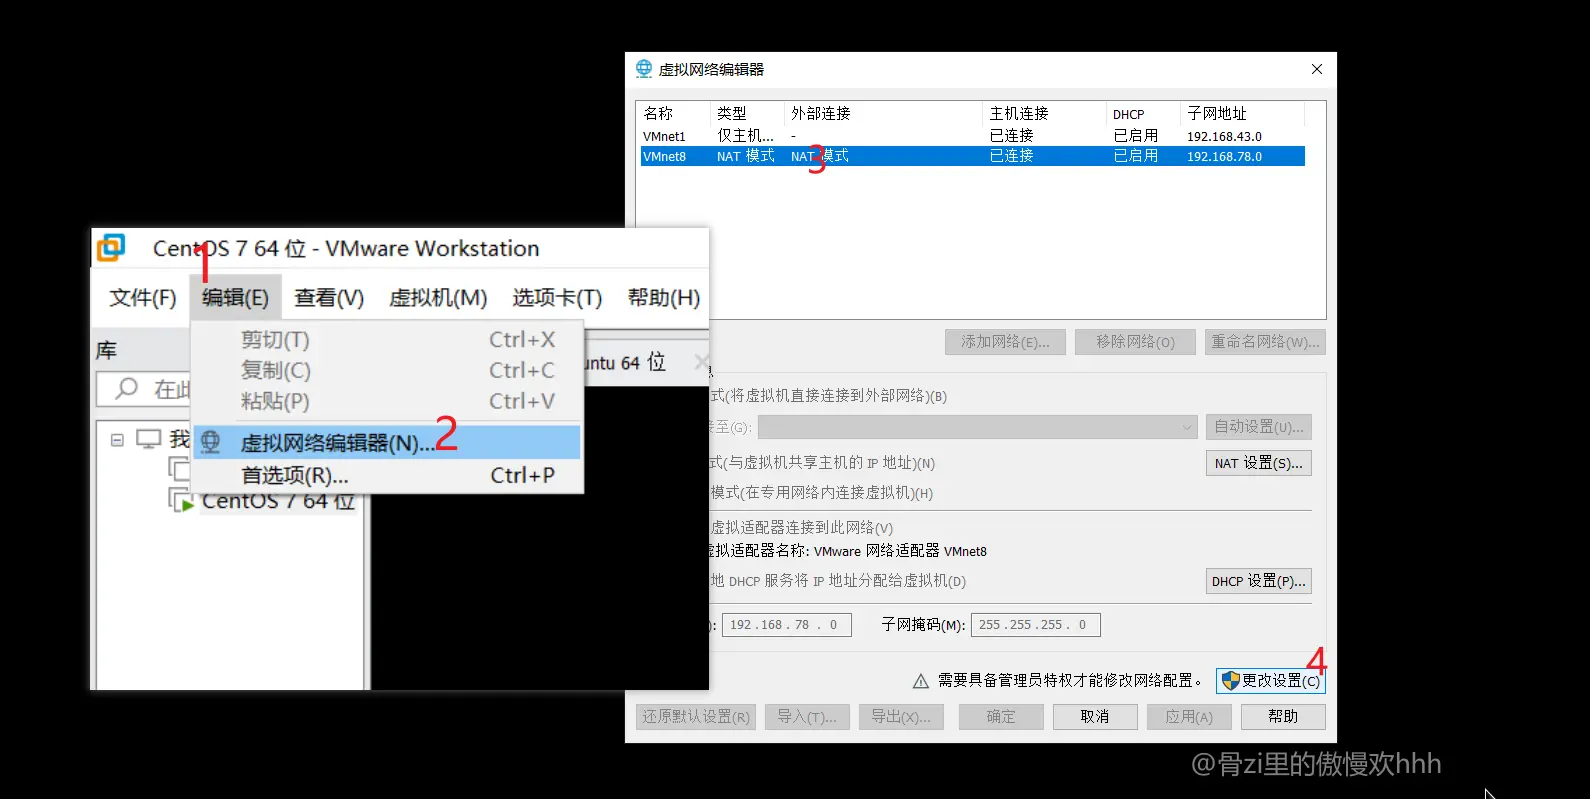 虚拟网络编辑器
名称 类型 外部连接 主机连接 DHCP 子网地址
VMnet1 仅主机... - 已连接 已启用 192.168.43.0
VMnet8 NAT 模式 NAT 模式 已连接 已启用 192.168.78.0
3
添加网络(E)... 移除网络(O) 重命名网络(W)...
式(将虚拟机直接连接到外部网络)(B)
接至(G): 自动设置(U)...
式(与虚拟机共享主机的 IP 地址)(N) NAT 设置(S)...
模式(在专用网络内连接虚拟机)(H)
虚拟适配器连接到此网络(V)
虚拟适配器名称: VMware 网络适配器 VMnet8
地 DHCP 服务将 IP 地址分配给虚拟机(D) DHCP 设置(P)...
): 192.168.78.0 子网掩码(M): 255.255.255.0
4
需要具备管理员特权才能修改网络配置。 更改设置(C)
还原默认设置(R) 导入(T)... 导出(X)... 确定 取消 应用(A) 帮助
CentOS 7 64 位 - VMware Workstation
1
文件(F) 编辑(E) 查看(V) 虚拟机(M) 选项卡(T) 帮助(H)
库
剪切(T) Ctrl+X
复制(C) Ctrl+C
粘贴(P) Ctrl+V
虚拟网络编辑器(N)...
2
首选项(R)... Ctrl+P
untu 64 位
在此
我
CentOS 7 64 位
@骨zi里的傲慢欢hhh